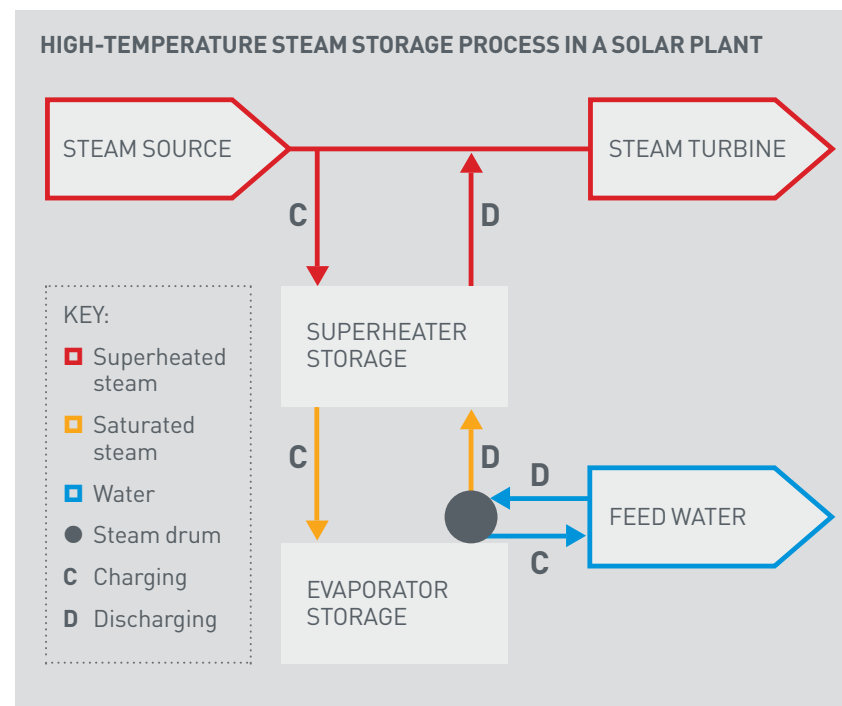 HIGH-TEMPERATURE STEAM STORAGE PROCESS IN A SOLAR PLANT
STEAM SOURCE
STEAM TURBINE
C
D
KEY:
Superheated
steam
Saturated
steam
Water
Steam drum
C Charging
D Discharging
SUPERHEATER
STORAGE
C
D
D
FEED WATER
C
EVAPORATOR
STORAGE